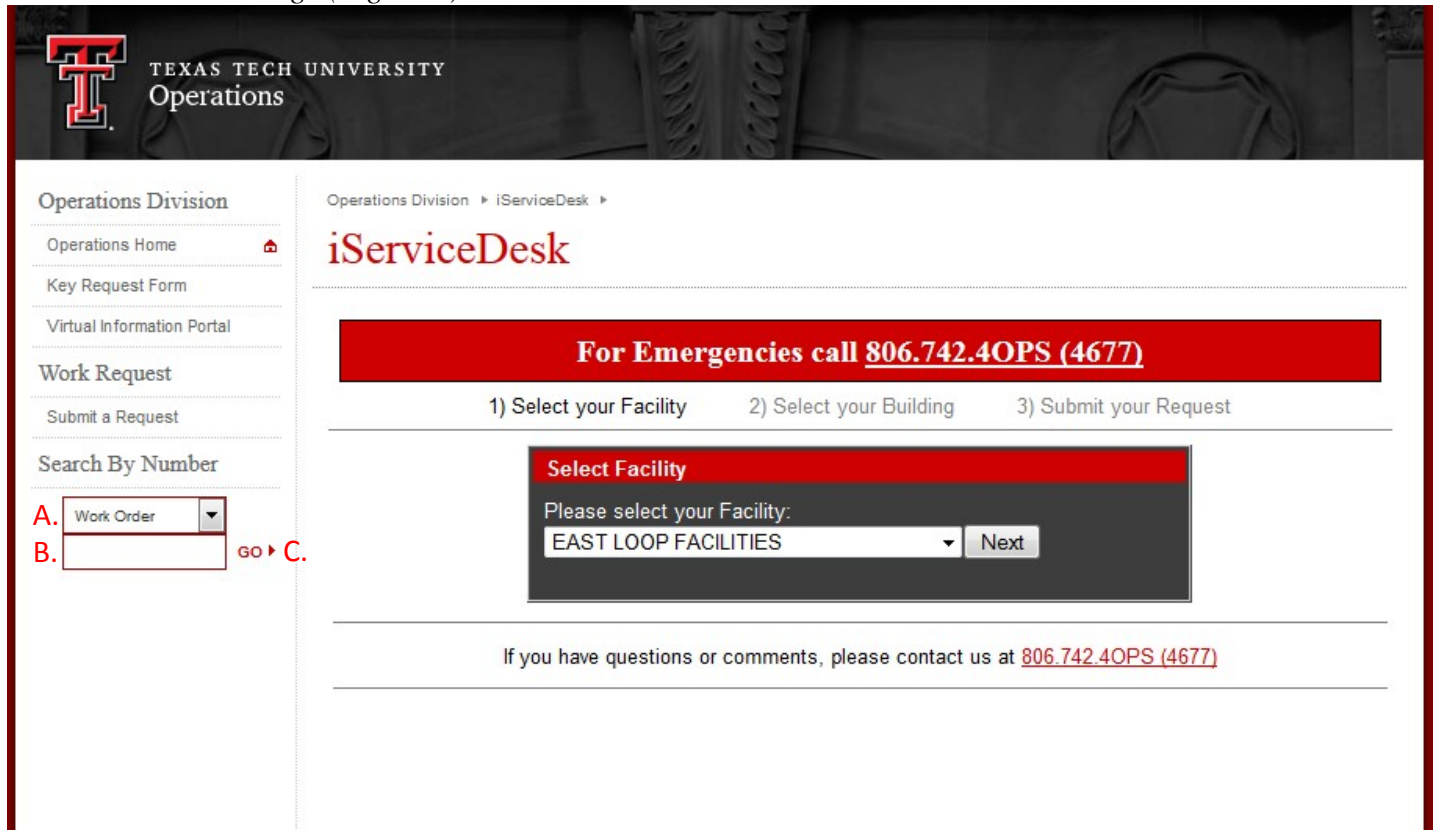 TEXAS TECH UNIVERSITY
Operations
Operations Division
Operations Home
Key Request Form
Virtual Information Portal
Work Request
Submit a Request
Search By Number
A. Work Order
B.
GO C.
Operations Division iServiceDesk
iServiceDesk
For Emergencies call 806.742.4OPS (4677)
1) Select your Facility 2) Select your Building 3) Submit your Request
Select Facility
Please select your Facility:
EAST LOOP FACILITIES Next
If you have questions or comments, please contact us at 806.742.4OPS (4677)